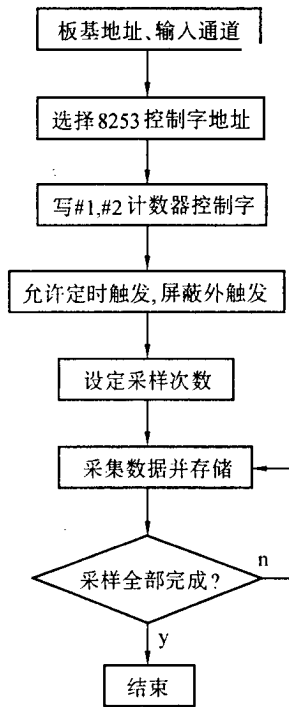 板基地址、输入通道
选择8253控制字地址
写#1,#2计数器控制字
允许定时触发,屏蔽外触发
设定采样次数
采集数据并存储
采样全部完成?
n
y
结束